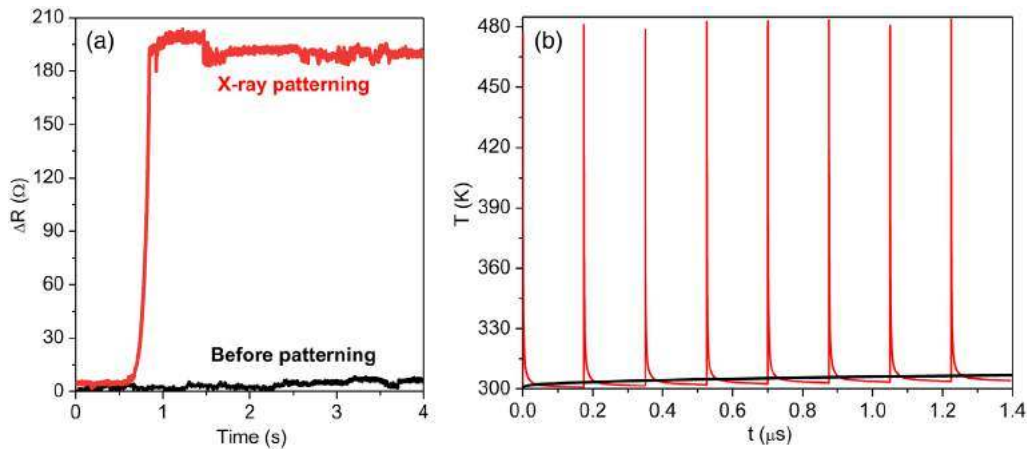 (a)
210
180
150
120
90
60
30
0
ΔR (Ω)
X-ray patterning
Before patterning
0 1 2 3 4
Time (s)
(b)
480
450
420
390
360
330
300
T (K)
0.0 0.2 0.4 0.6 0.8 1.0 1.2 1.4
t (μs)